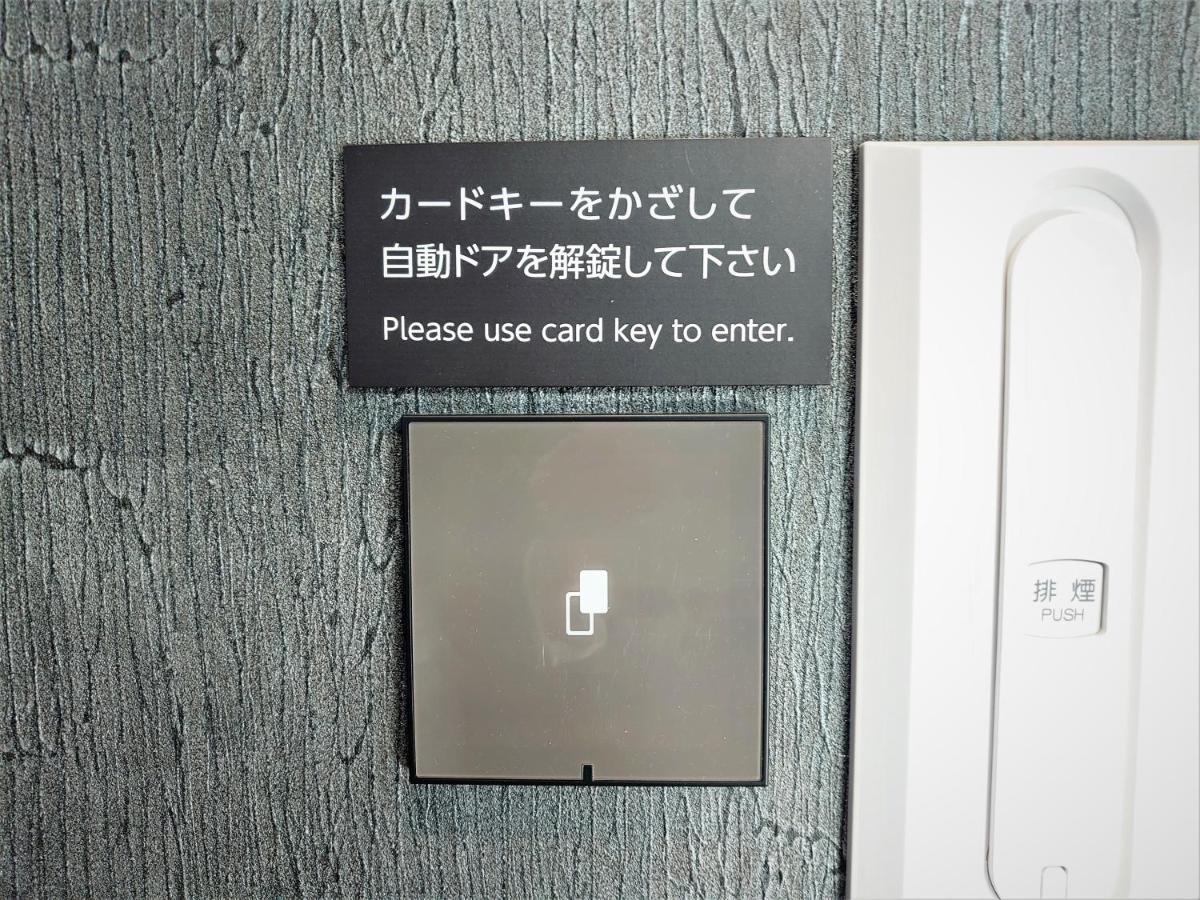 カードキーをかざして
自動ドアを解錠して下さい
Please use card key to enter.
排煙
PUSH